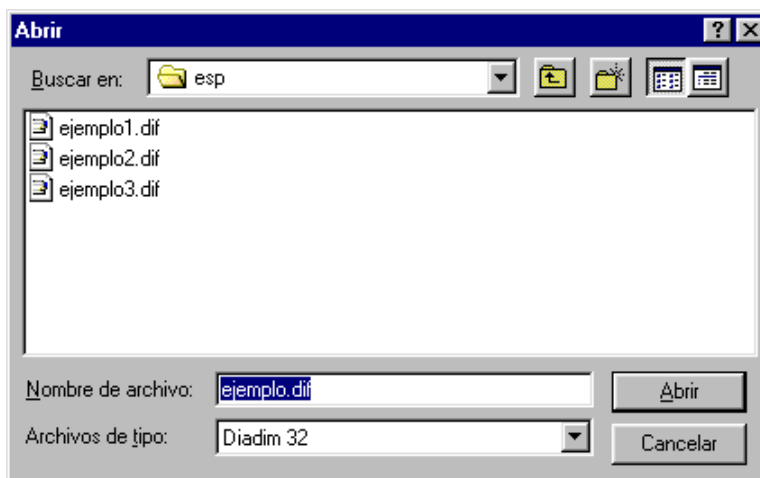 Abrir
Buscar en: esp
ejemplo1.dif
ejemplo2.dif
ejemplo3.dif
Nombre de archivo: ejemplo.dif Abrir
Archivos de tipo: Diadim 32 Cancelar